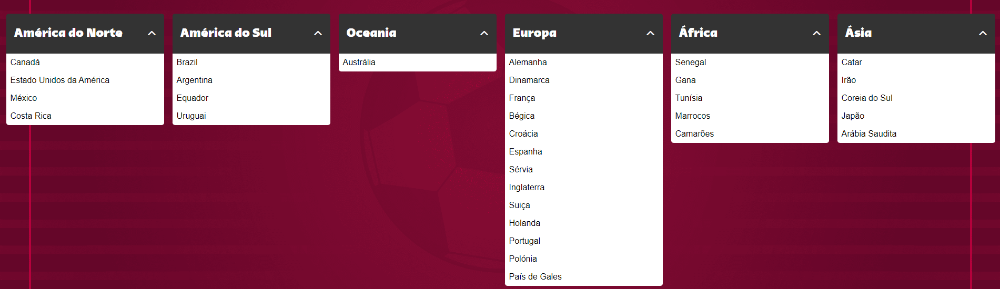 América do Norte
Canadá
Estado Unidos da América
México
Costa Rica
América do Sul
Brazil
Argentina
Equador
Uruguai
Oceania
Austrália
Europa
Alemanha
Dinamarca
França
Bégica
Croácia
Espanha
Sérvia
Inglaterra
Suiça
Holanda
Portugal
Polónia
País de Gales
África
Senegal
Gana
Tunísia
Marrocos
Camarões
Ásia
Catar
Irão
Coreia do Sul
Japão
Arábia Saudita